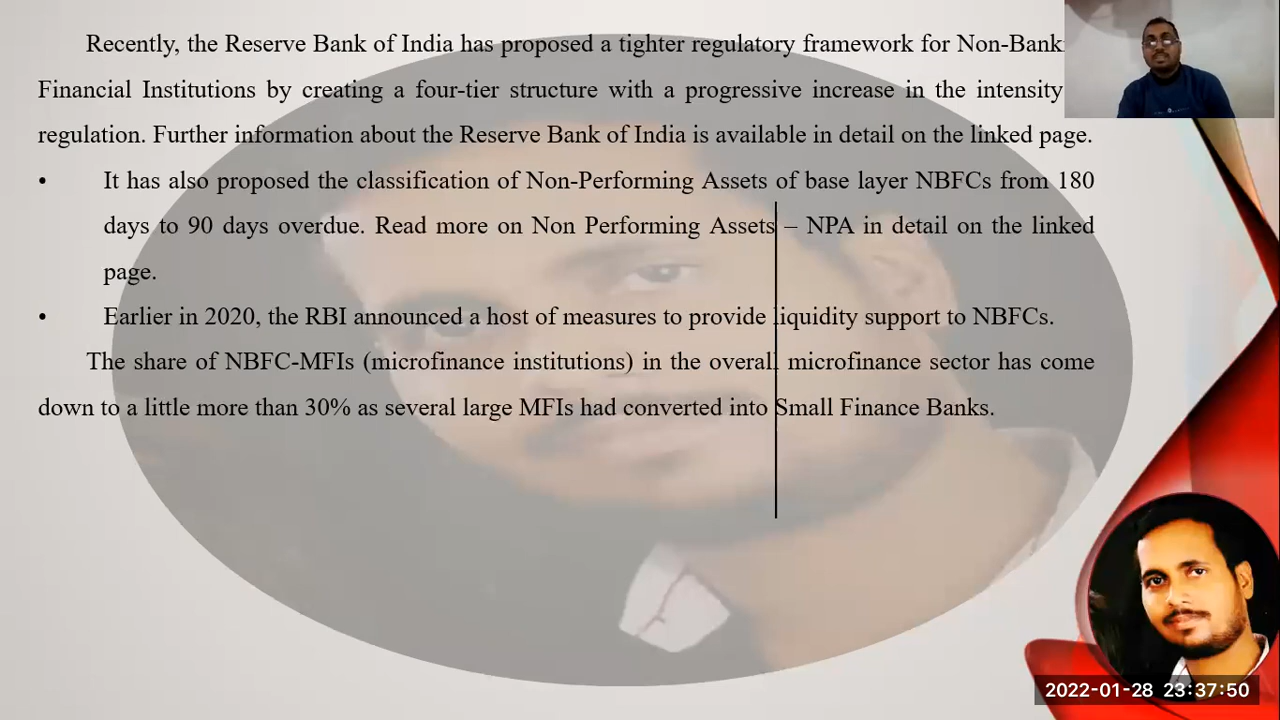 Recently, the Reserve Bank of India has proposed a tighter regulatory framework for Non-Bank
Financial Institutions by creating a four-tier structure with a progressive increase in the intensity
regulation. Further information about the Reserve Bank of India is available in detail on the linked page.
• It has also proposed the classification of Non-Performing Assets of base layer NBFCs from 180
days to 90 days overdue. Read more on Non Performing Assets – NPA in detail on the linked
page.
• Earlier in 2020, the RBI announced a host of measures to provide liquidity support to NBFCs.
The share of NBFC-MFIs (microfinance institutions) in the overall microfinance sector has come
down to a little more than 30% as several large MFIs had converted into Small Finance Banks.
2022-01-28 23:37:50